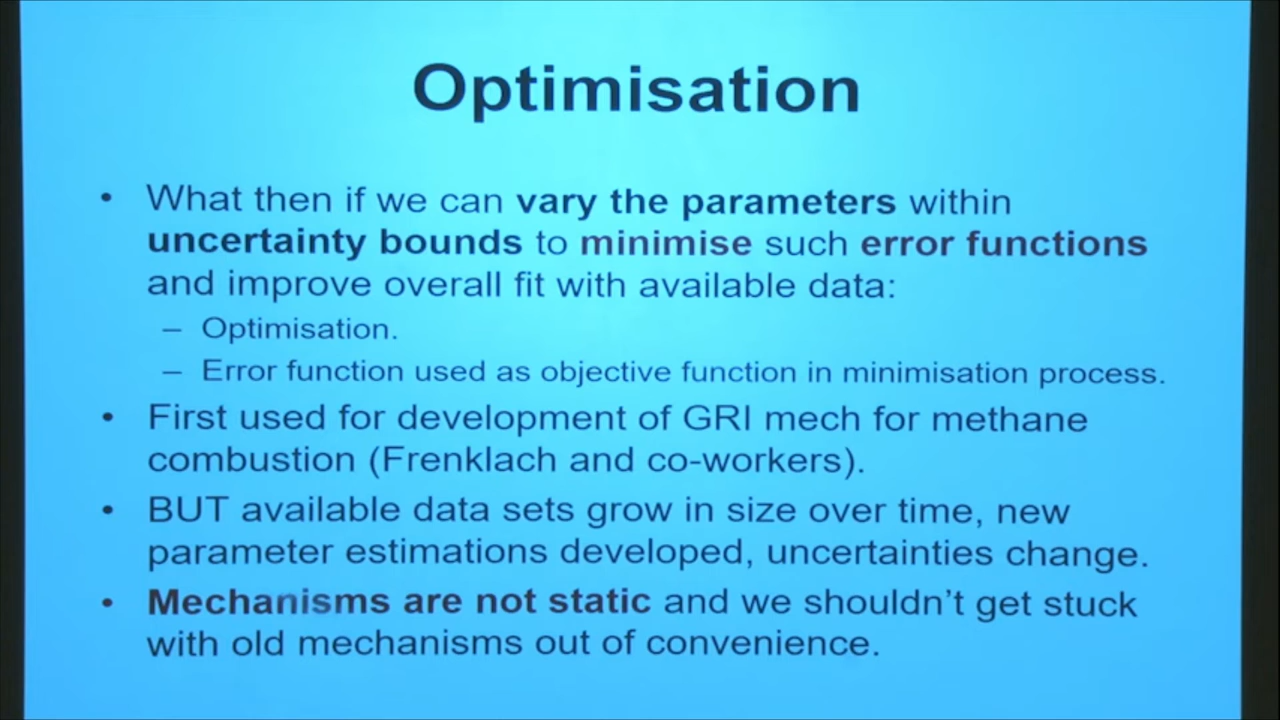 Optimisation
• What then if we can vary the parameters within
uncertainty bounds to minimise such error functions
and improve overall fit with available data:
– Optimisation.
– Error function used as objective function in minimisation process.
• First used for development of GRI mech for methane
combustion (Frenklach and co-workers).
• BUT available data sets grow in size over time, new
parameter estimations developed, uncertainties change.
• Mechanisms are not static and we shouldn't get stuck
with old mechanisms out of convenience.